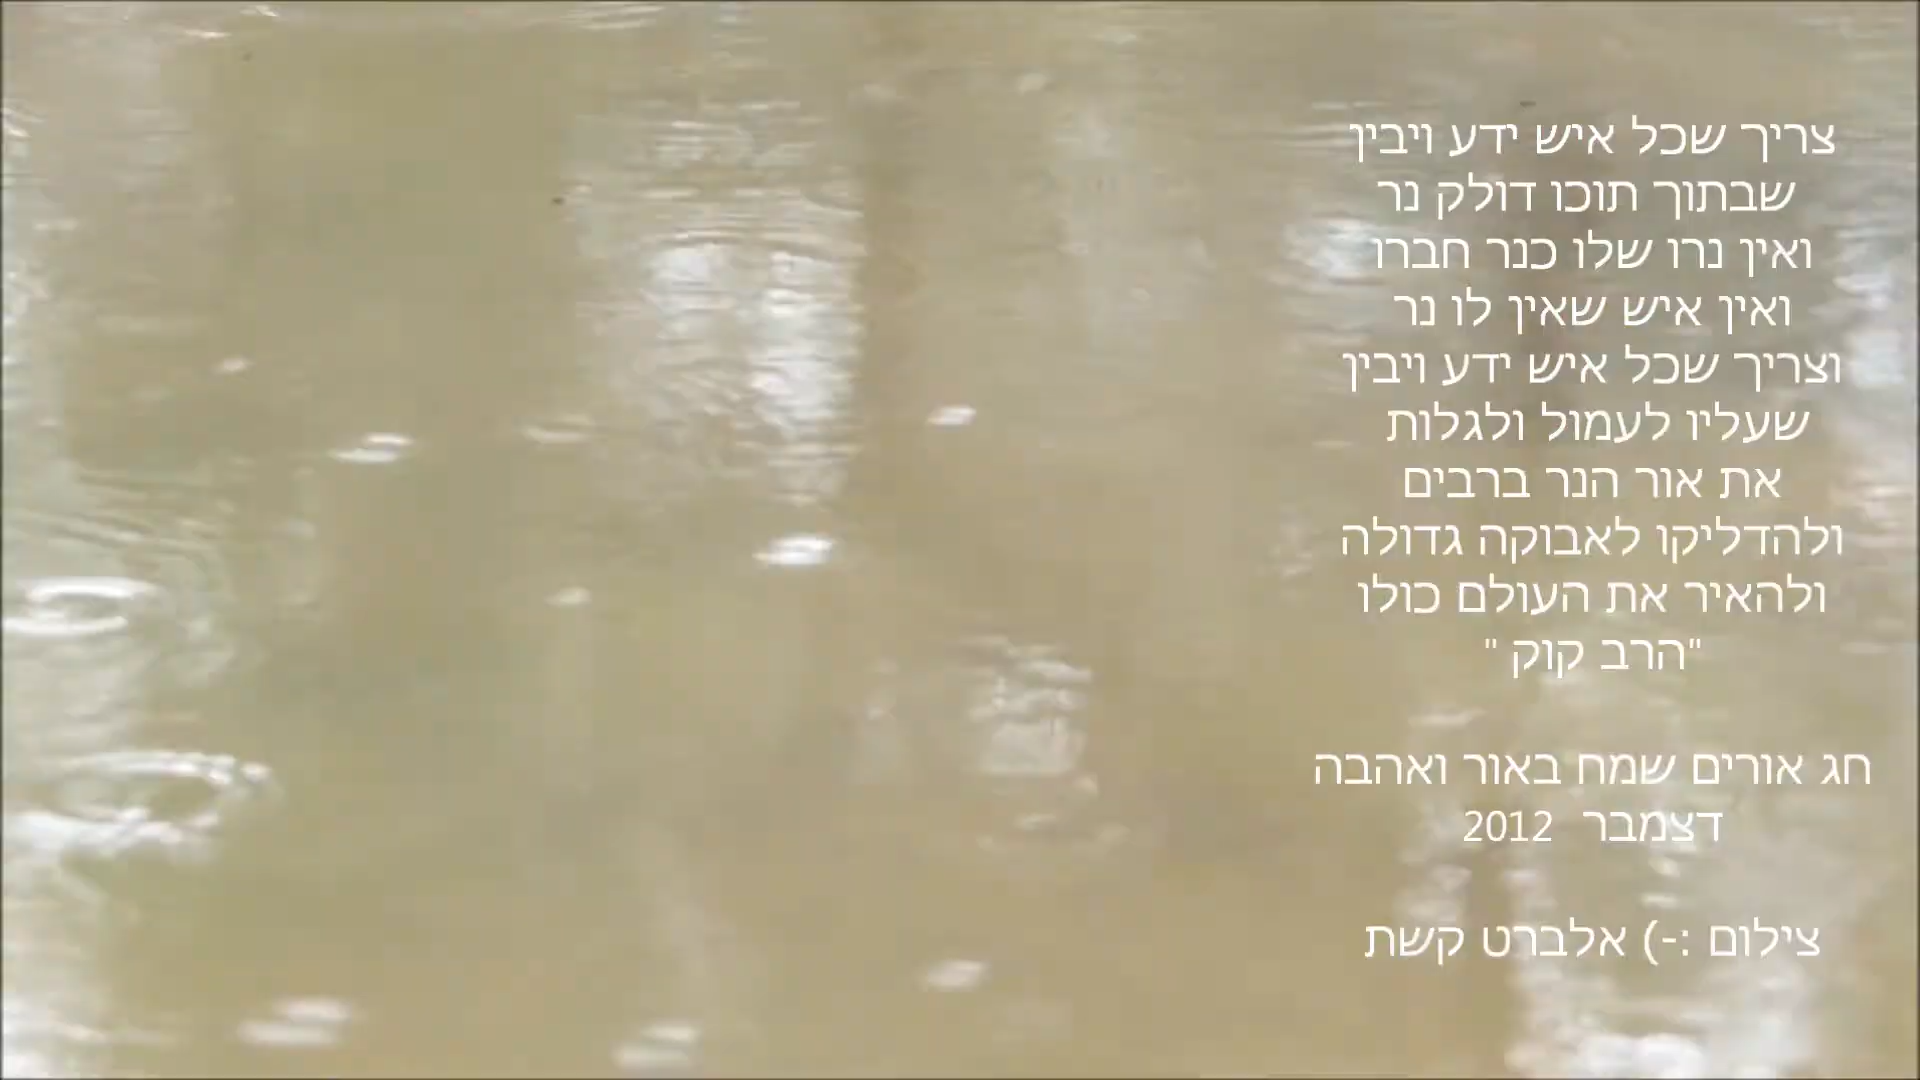 צריך שכל איש ידע ויבין
שבתוך תוכו דולק נר
ואין נרו שלו כנר חברו
ואין איש שאין לו נר
וצריך שכל איש ידע ויבין
שעליו לעמול ולגלות
את אור הנר ברבים
ולהדליקו לאבוקה גדולה
ולהאיר את העולם כולו
"הרב קוק "
חג אורים שמח באור ואהבה
דצמבר 2012
צילום :-) אלברט קשת